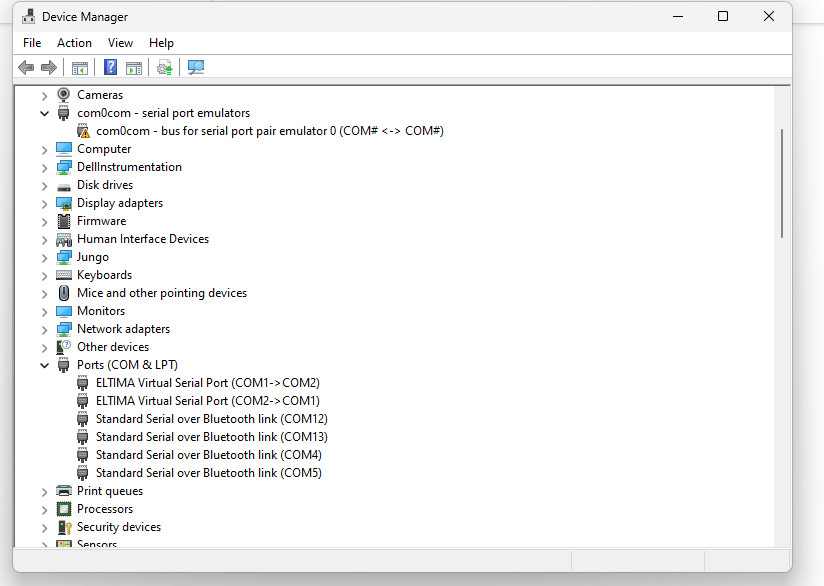 Device Manager
File Action View Help
Cameras
com0com - serial port emulators
com0com - bus for serial port pair emulator 0 (COM# <-> COM#)
Computer
DellInstrumentation
Disk drives
Display adapters
Firmware
Human Interface Devices
Jungo
Keyboards
Mice and other pointing devices
Monitors
Network adapters
Other devices
Ports (COM & LPT)
ELTIMA Virtual Serial Port (COM1->COM2)
ELTIMA Virtual Serial Port (COM2->COM1)
Standard Serial over Bluetooth link (COM12)
Standard Serial over Bluetooth link (COM13)
Standard Serial over Bluetooth link (COM4)
Standard Serial over Bluetooth link (COM5)
Print queues
Processors
Security devices
Sensors